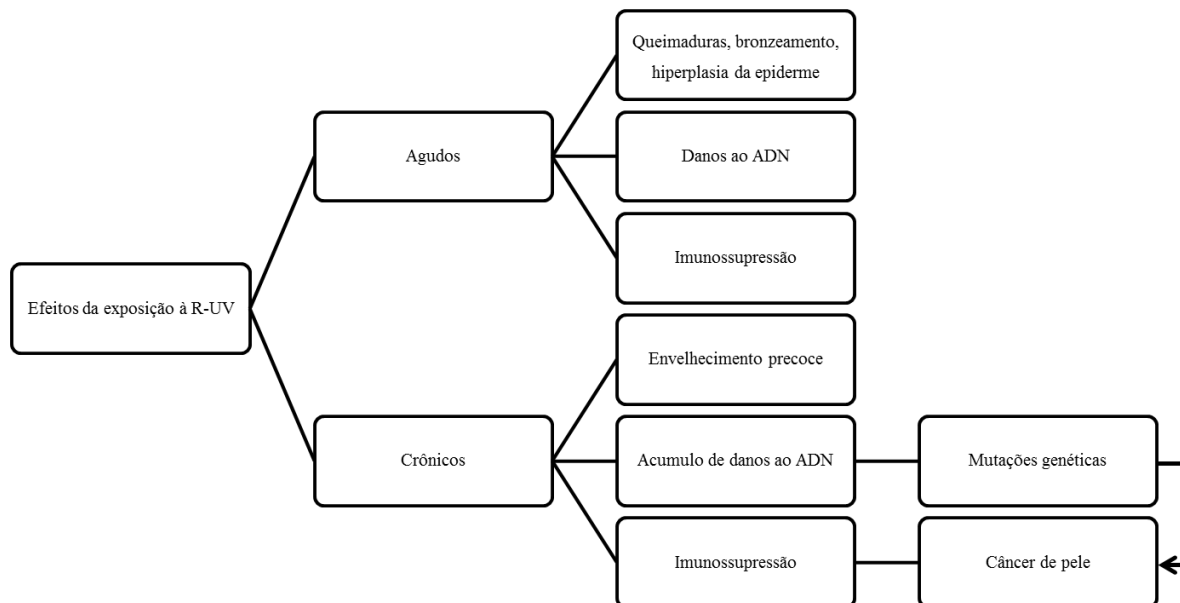 Queimaduras, bronzeamento,
hiperplasia da epiderme
Agudos
Danos ao ADN
Imunossupressão
Efeitos da exposição à R-UV
Envelhecimento precoce
Crônicos
Acumulo de danos ao ADN
Mutações genéticas
Imunossupressão
Câncer de pele